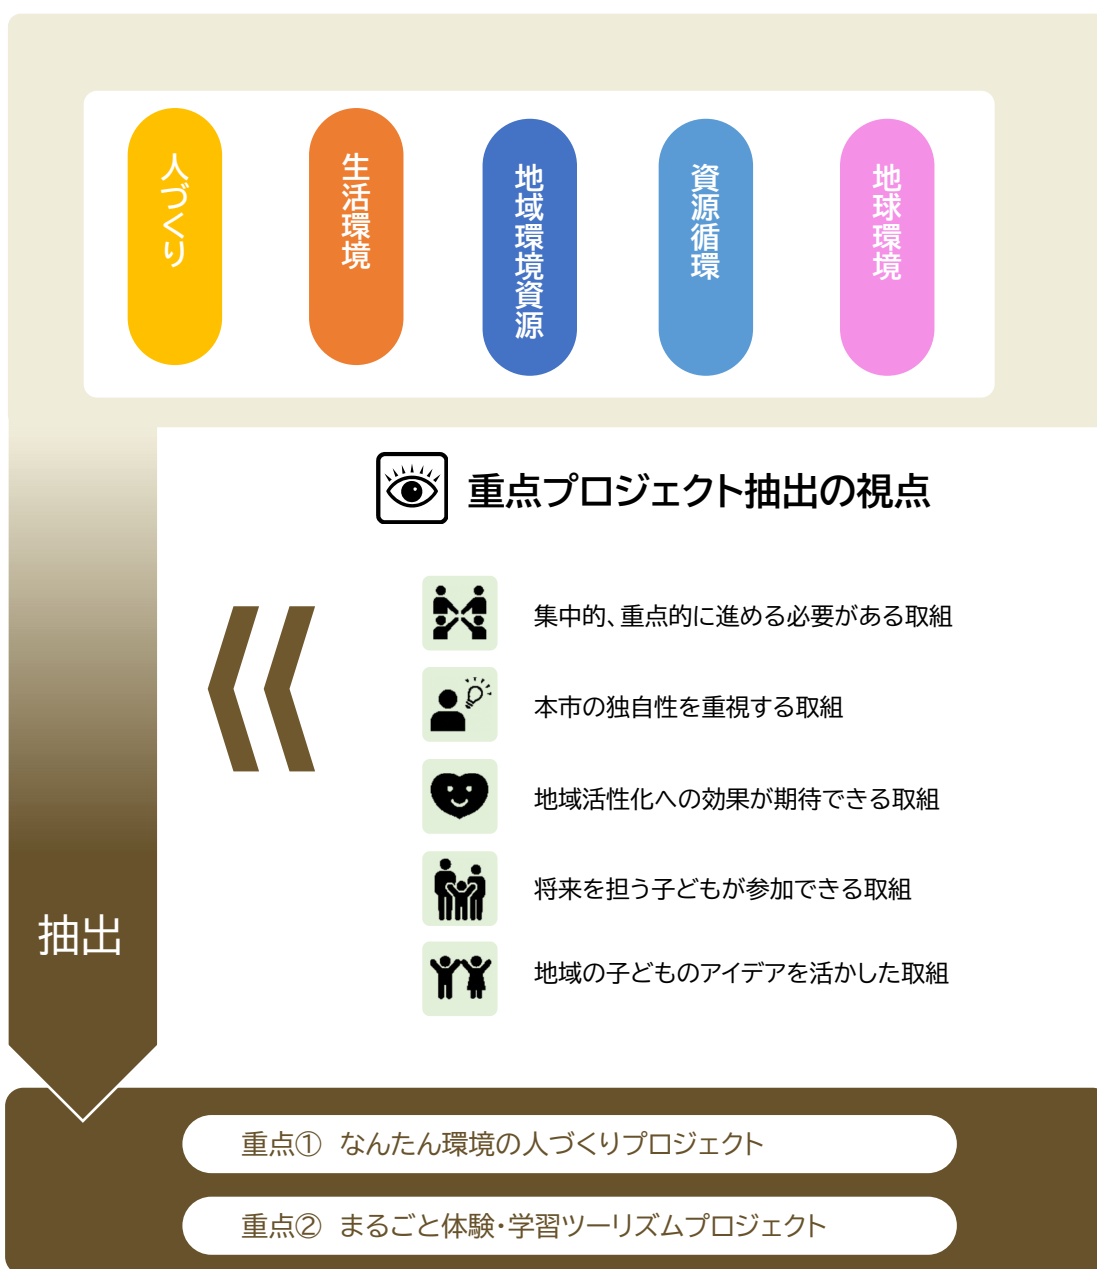 人づくり
生活環境
地域環境資源
資源循環
地球環境
重点プロジェクト抽出の視点
集中的、重点的に進める必要がある取組
本市の独自性を重視する取組
地域活性化への効果が期待できる取組
将来を担う子どもが参加できる取組
地域の子どものアイデアを活かした取組
抽出
重点① なんたん環境の人づくりプロジェクト
重点② まるごと体験・学習ツーリズムプロジェクト